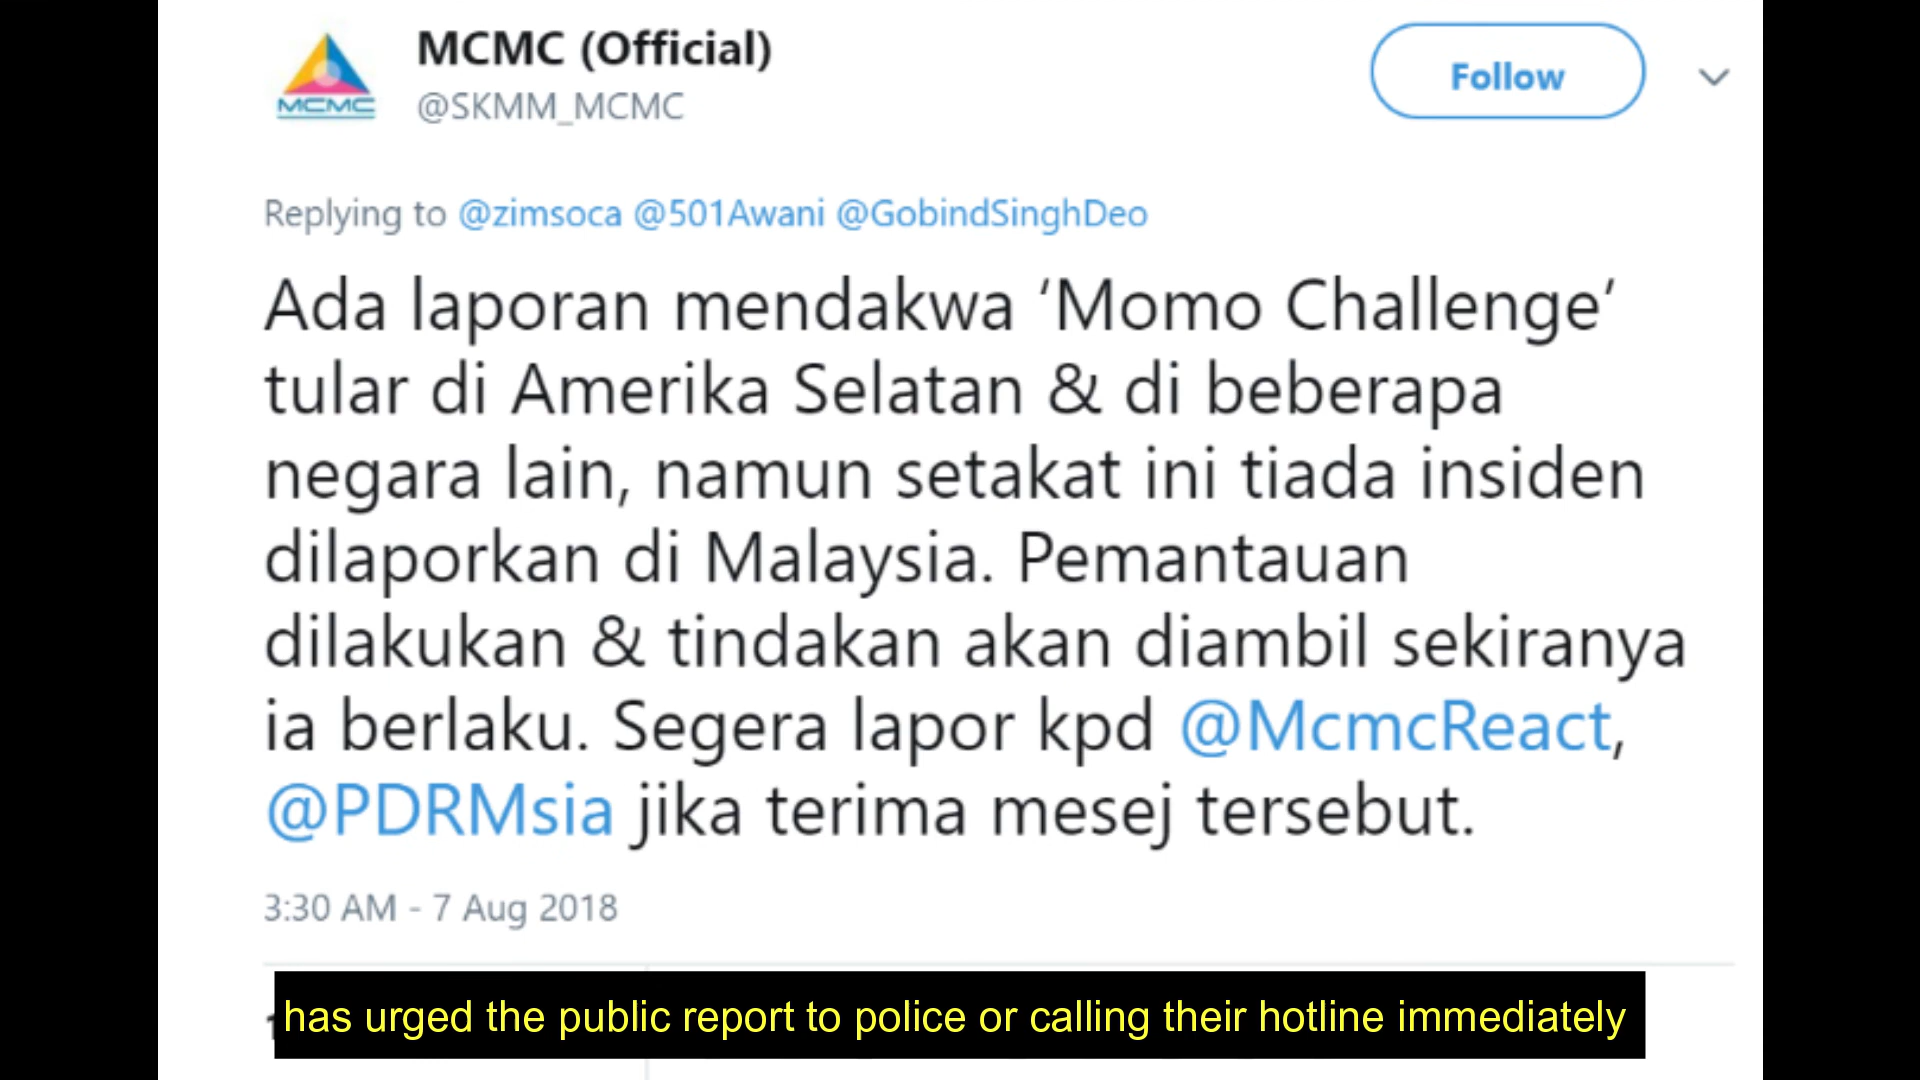 MCMC (Official)
@SKMM_MCMC
MCMC
Follow
Replying to @zimsoca @501Awani @GobindSinghDeo
Ada laporan mendakwa ‘Momo Challenge’
tular di Amerika Selatan & di beberapa
negara lain, namun setakat ini tiada insiden
dilaporkan di Malaysia. Pemantauan
dilakukan & tindakan akan diambil sekiranya
ia berlaku. Segera lapor kpd @McmcReact,
@PDRMsia jika terima mesej tersebut.
3:30 AM - 7 Aug 2018
has urged the public report to police or calling their hotline immediately